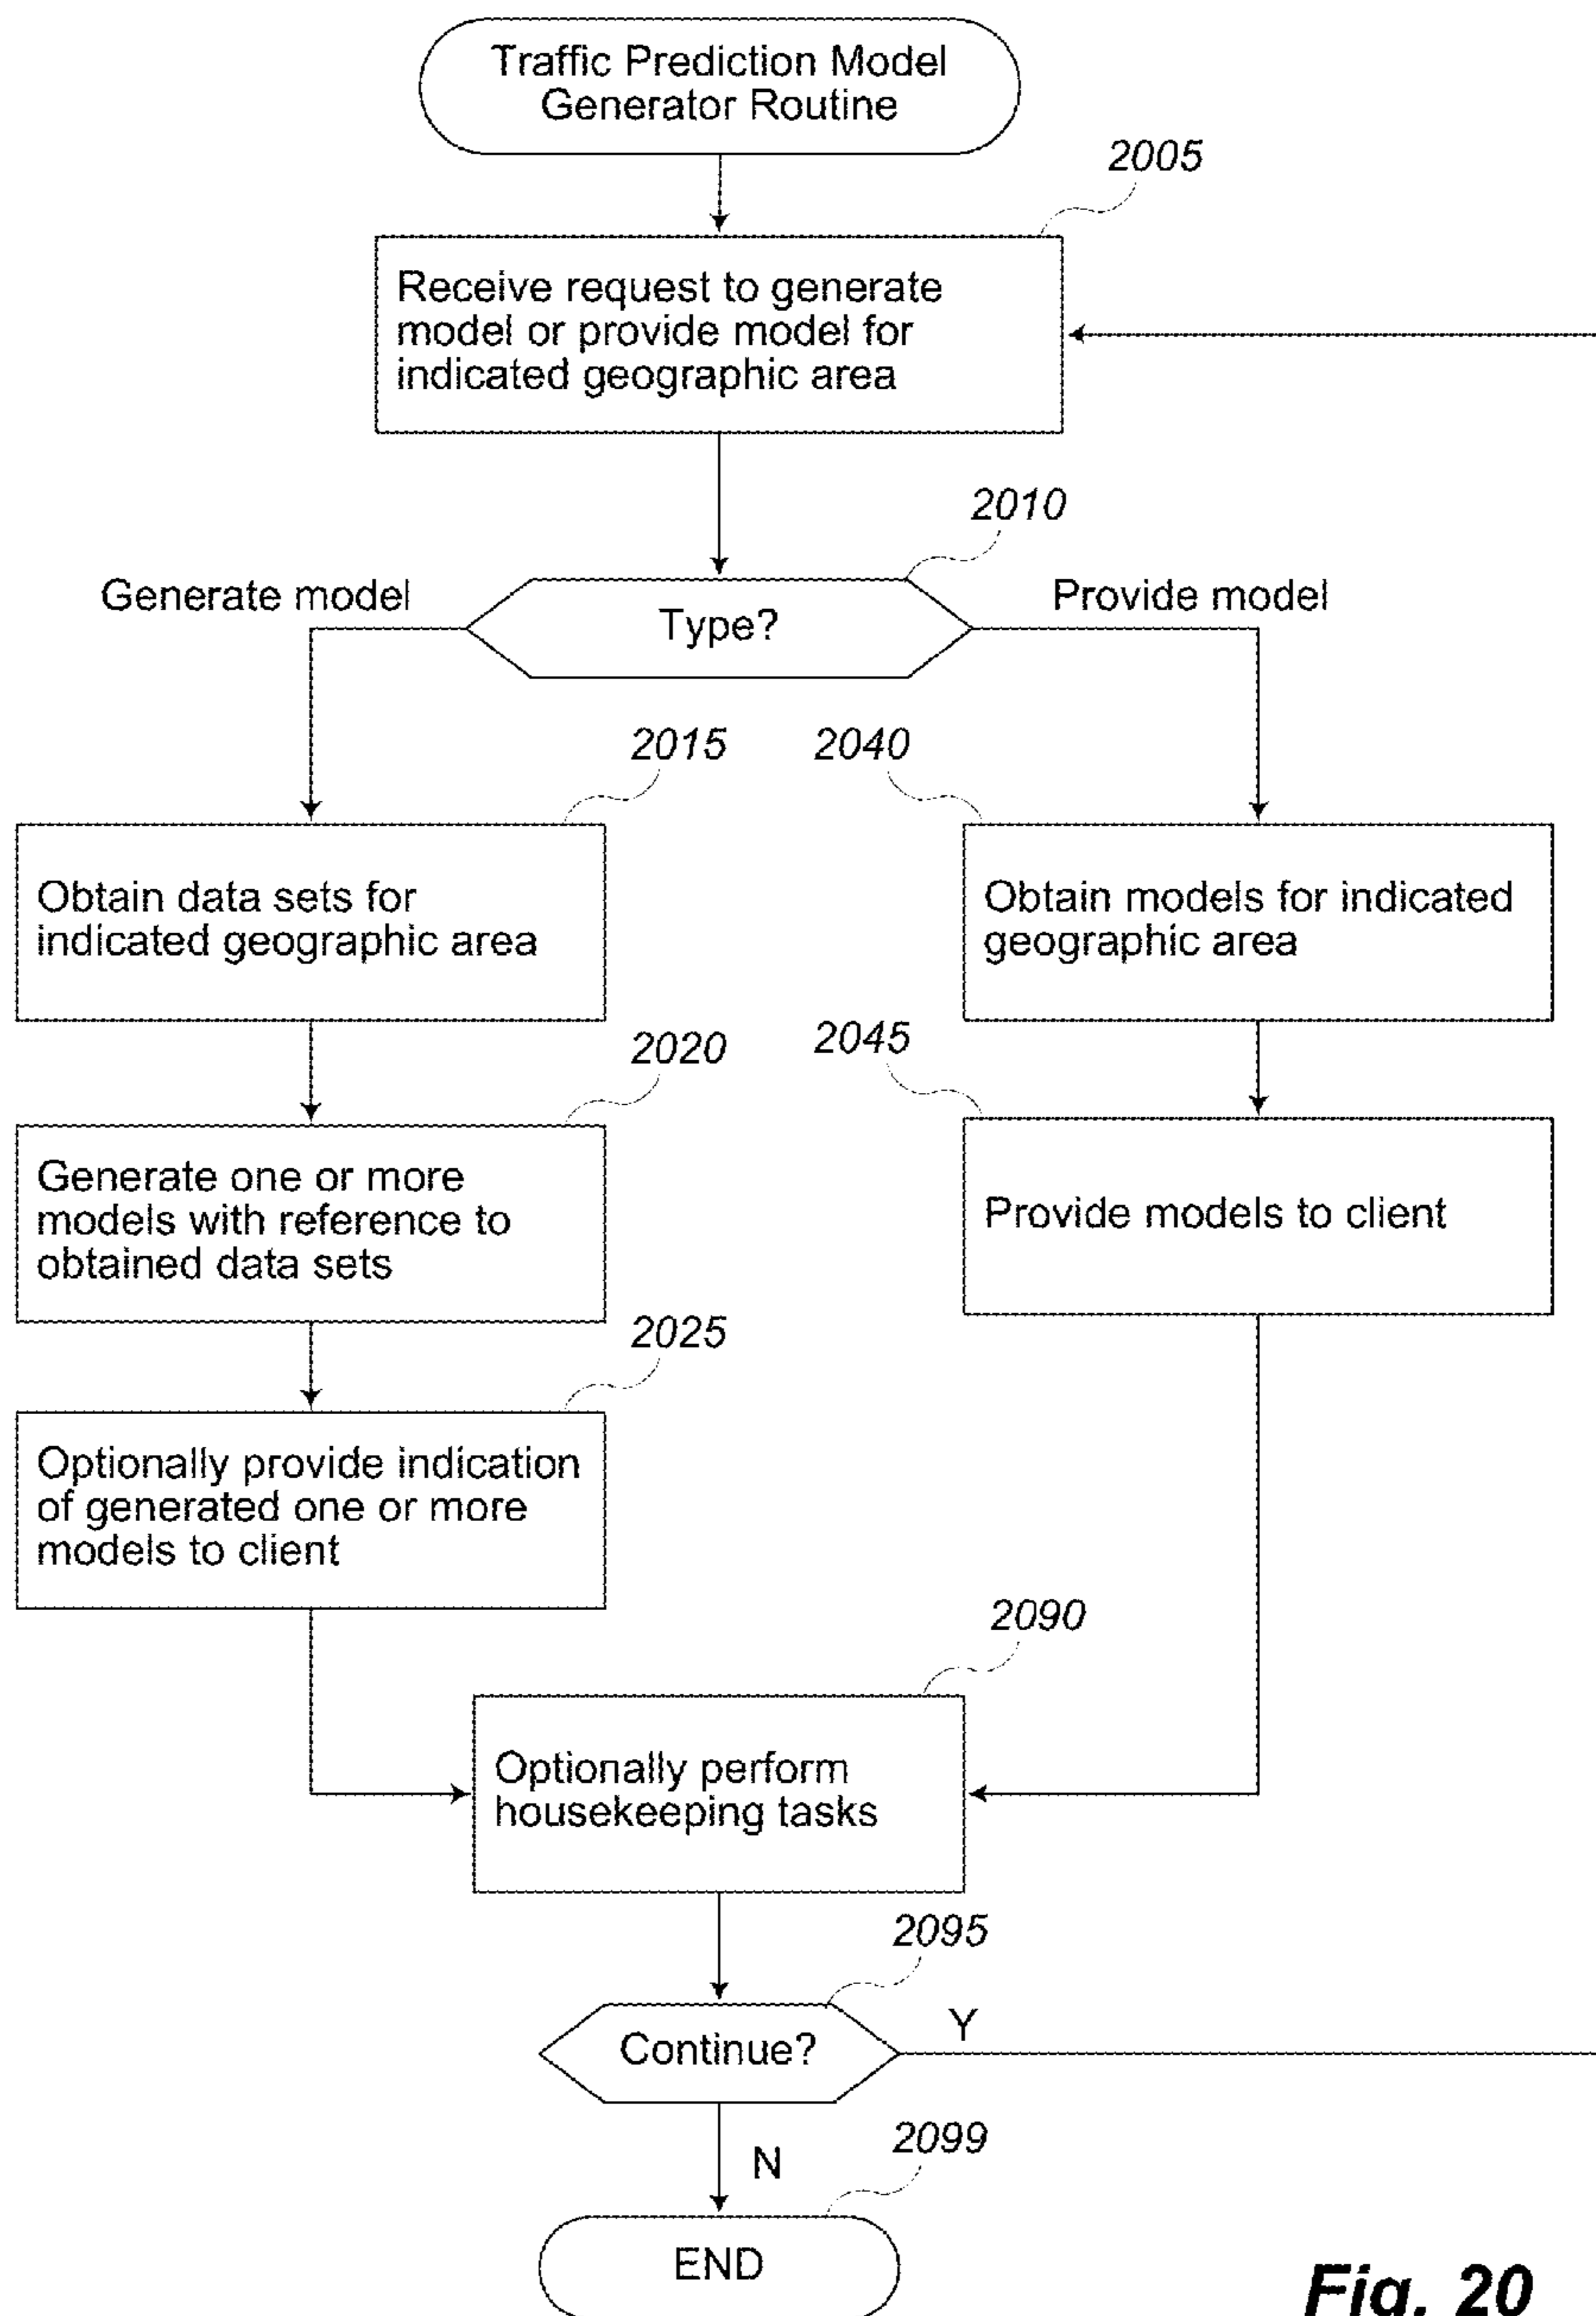 Traffic Prediction Model
Generator Routine
2005
Receive request to generate
model or provide model for
indicated geographic area
2010
Generate model
Type?
Provide model
2015
2040
Obtain data sets for
indicated geographic area
Obtain models for indicated
geographic area
2020
2045
Generate one or more
models with reference to
obtained data sets
Provide models to client
2025
Optionally provide indication
of generated one or more
models to client
2090
Optionally perform
housekeeping tasks
2095
Continue?
Y
N
2099
END
Fig. 20